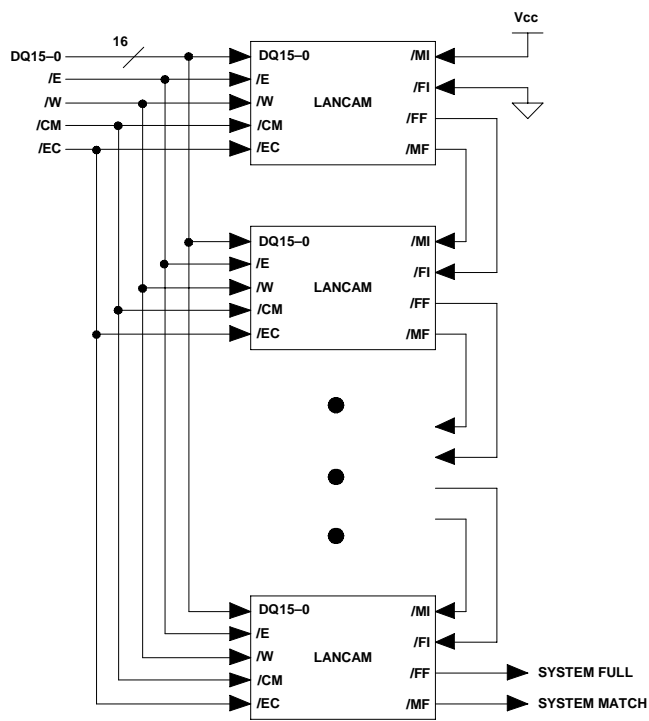 Vcc
16
DQ15–0
/E
/W
/CM
/EC
DQ15–0
/E
/W
/CM
/EC
LANCAM
/MI
/FI
/FF
/MF
DQ15–0
/E
/W
/CM
/EC
LANCAM
/MI
/FI
/FF
/MF
DQ15–0
/E
/W
/CM
/EC
LANCAM
/MI
/FI
/FF
/MF
SYSTEM FULL
SYSTEM MATCH